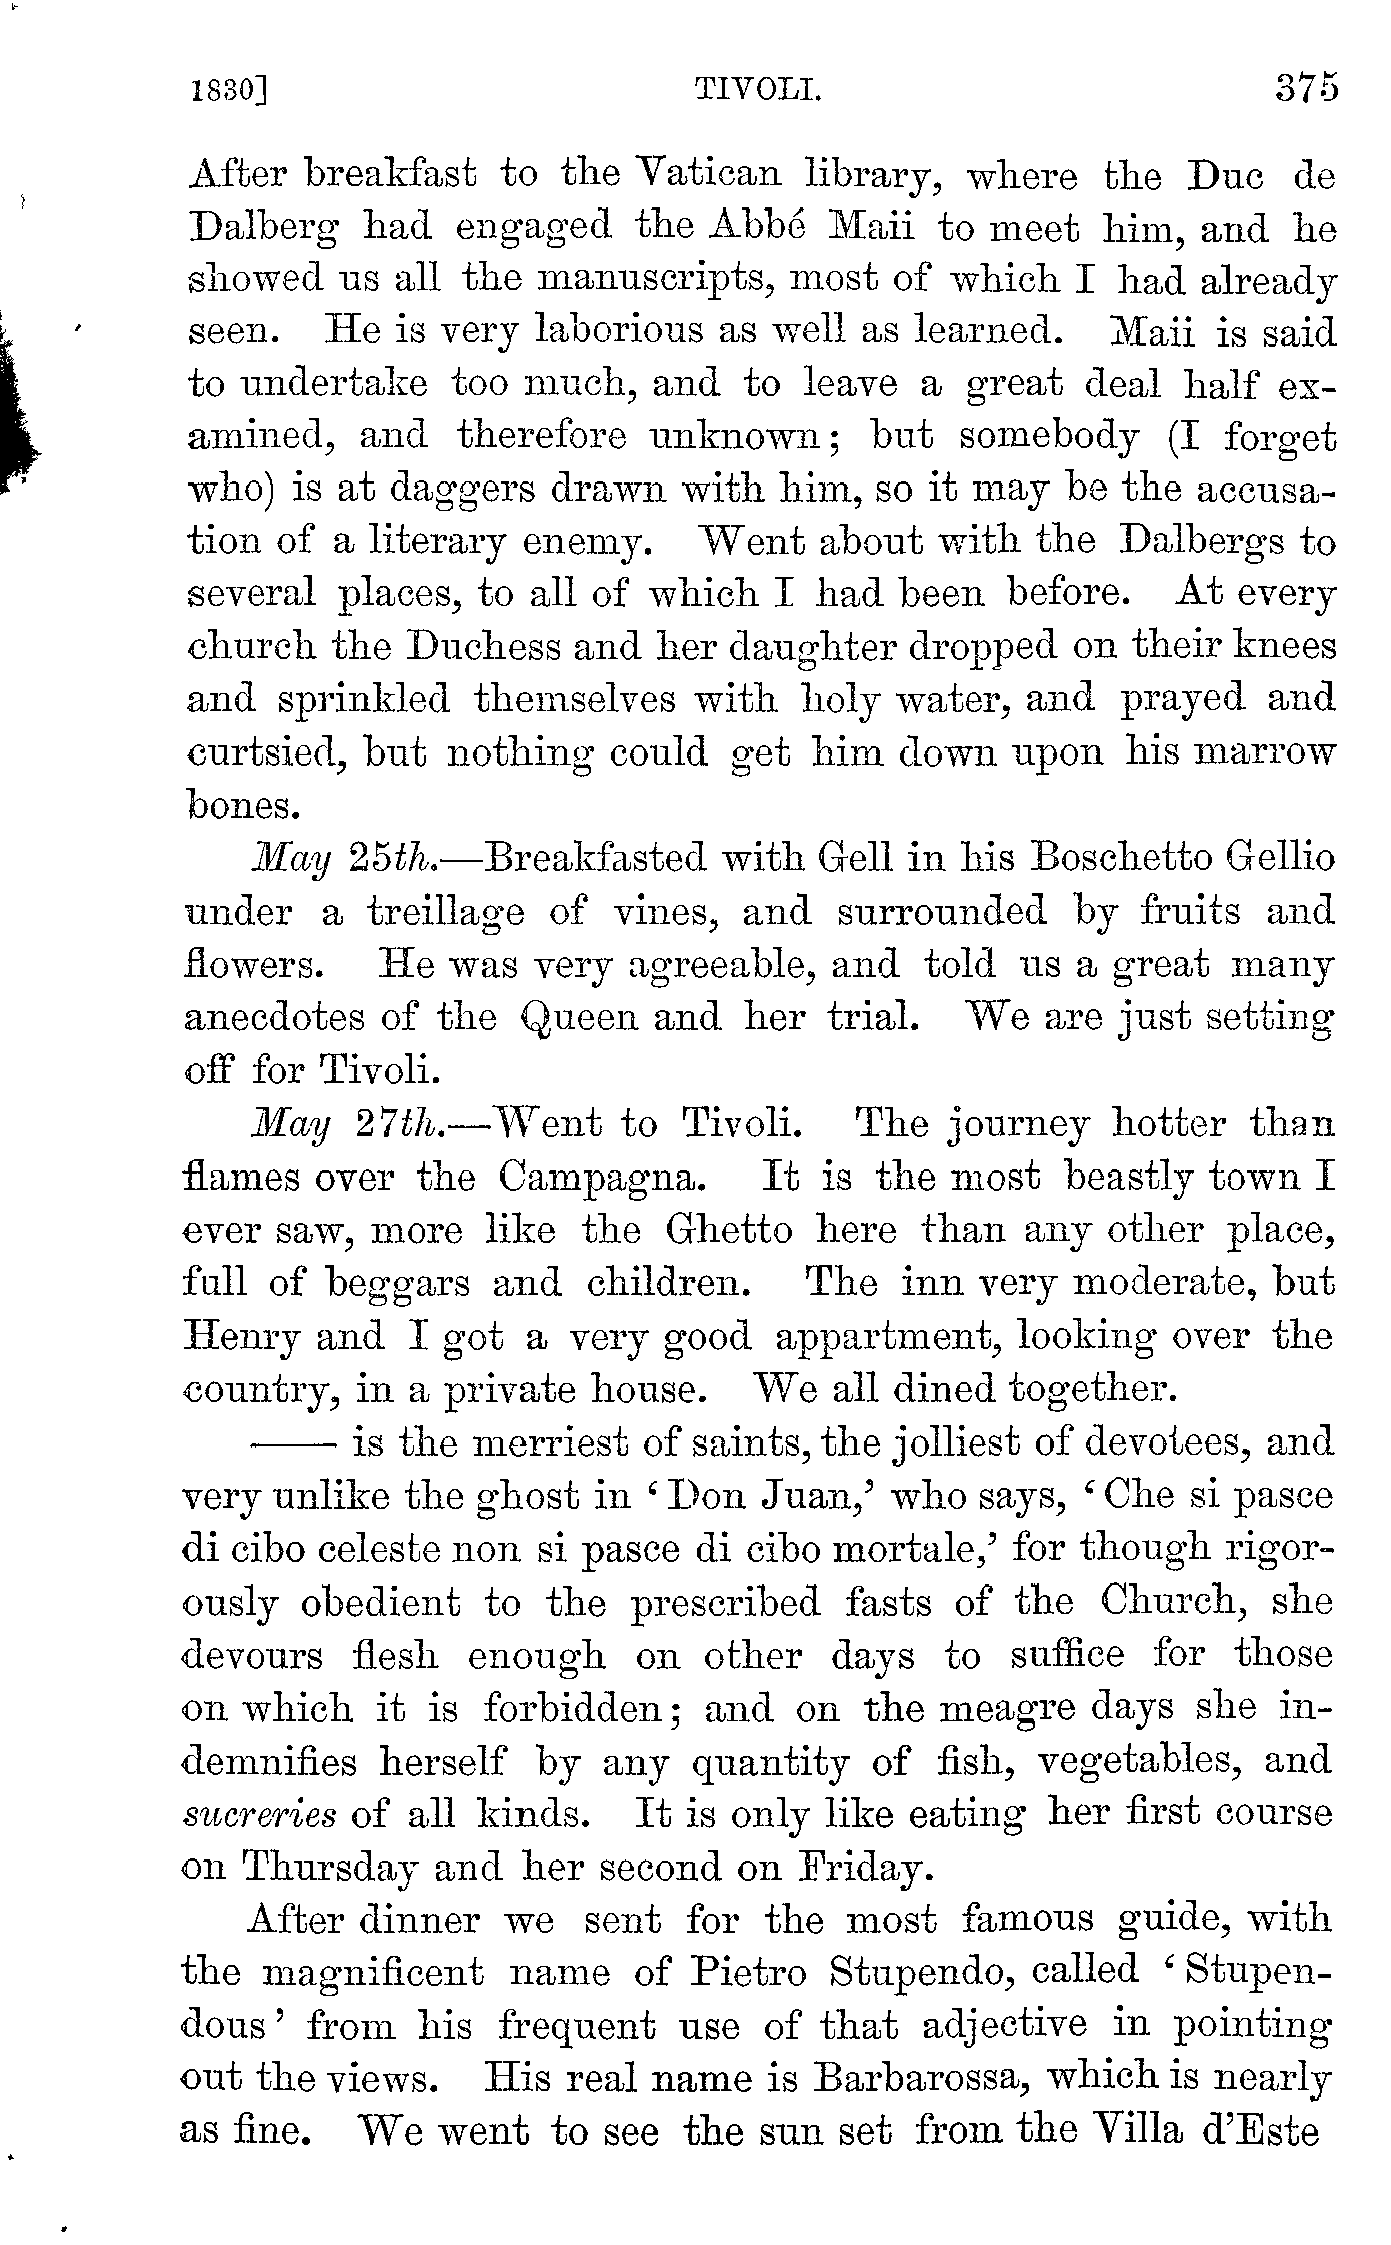 1830] TIVOLI. 375
After breakfast to the Vatican library, where the Duc de
Dalberg had engaged the Abbé Maii to meet him, and he
showed us all the manuscripts, most of which I had already
seen. He is very laborious as well as learned. Maii is said
to undertake too much, and to leave a great deal half ex-
amined, and therefore unknown; but somebody (I forget
who) is at daggers drawn with him, so it may be the accusa-
tion of a literary enemy. Went about with the Dalbergs to
several places, to all of which I had been before. At every
church the Duchess and her daughter dropped on their knees
and sprinkled themselves with holy water, and prayed and
curtsied, but nothing could get him down upon his marrow
bones.
May 25th.—Breakfasted with Gell in his Boschetto Gellio
under a treillage of vines, and surrounded by fruits and
flowers. He was very agreeable, and told us a great many
anecdotes of the Queen and her trial. We are just setting
off for Tivoli.
May 27th.—Went to Tivoli. The journey hotter than
flames over the Campagna. It is the most beastly town I
ever saw, more like the Ghetto here than any other place,
full of beggars and children. The inn very moderate, but
Henry and I got a very good appartment, looking over the
country, in a private house. We all dined together.
—— is the merriest of saints, the jolliest of devotees, and
very unlike the ghost in ‘Don Juan,’ who says, ‘Che si pasce
di cibo celeste non si pasce di cibo mortale,’ for though rigor-
ously obedient to the prescribed fasts of the Church, she
devours flesh enough on other days to suffice for those
on which it is forbidden; and on the meagre days she in-
demnifies herself by any quantity of fish, vegetables, and
sucreries of all kinds. It is only like eating her first course
on Thursday and her second on Friday.
After dinner we sent for the most famous guide, with
the magnificent name of Pietro Stupendo, called ‘Stupen-
dous’ from his frequent use of that adjective in pointing
out the views. His real name is Barbarossa, which is nearly
as fine. We went to see the sun set from the Villa d’Este